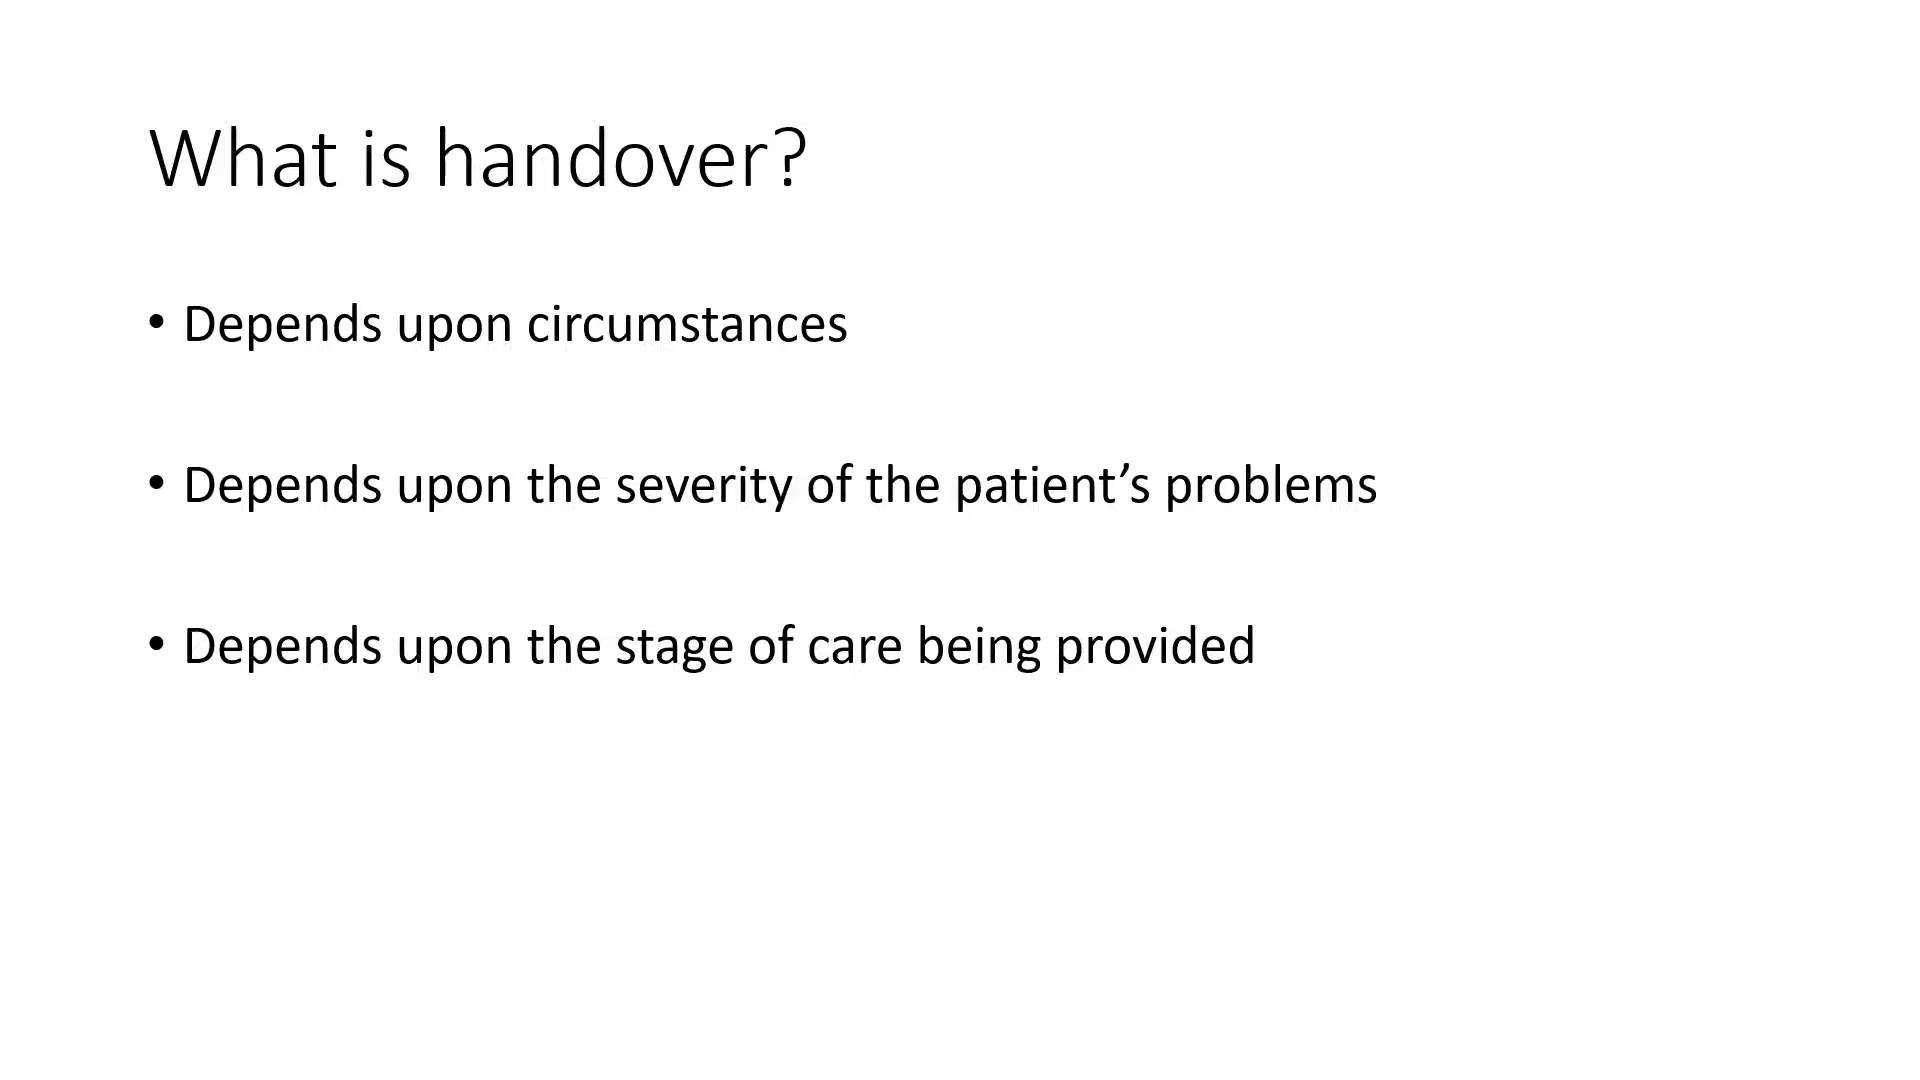 What is handover?
• Depends upon circumstances
• Depends upon the severity of the patient’s problems
• Depends upon the stage of care being provided